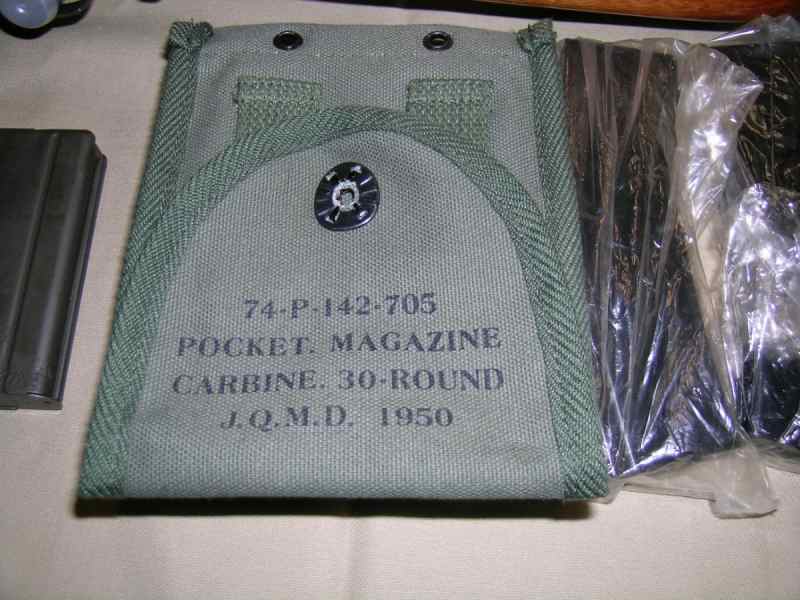 74-P-142-705
POCKET. MAGAZINE
CARBINE. 30-ROUND
J.Q.M.D. 1950